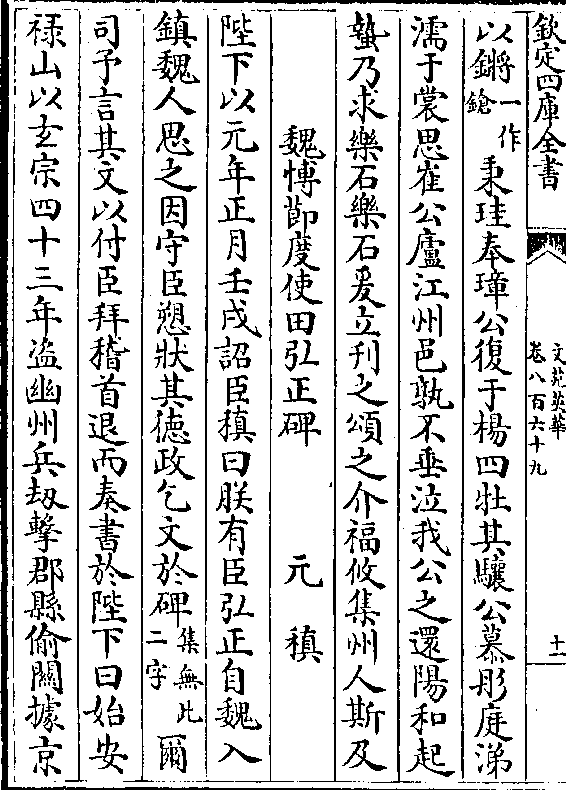 欽定四庫全書
文苑英華
卷八百六十九
十一
以鏘一作鎗秉珪奉璋公復于楊四牡其驤公慕彤庭涕
濡于裳思崔公廬江州邑孰不垂泣我公之還陽和起
蟄乃求樂石樂石爰立刊之頌之介福攸集州人斯及
魏博節度使田弘正碑 元稹
陛下以元年正月壬戌詔臣稹曰朕有臣弘正自魏入
鎮魏人思之因守臣愬狀其德政乞文於碑集無此二字爾
司予言其文以付臣拜稽首退而奏書於陛下曰始安
祿山以玄宗四十三年盗幽州兵刼擊郡縣偷關據京